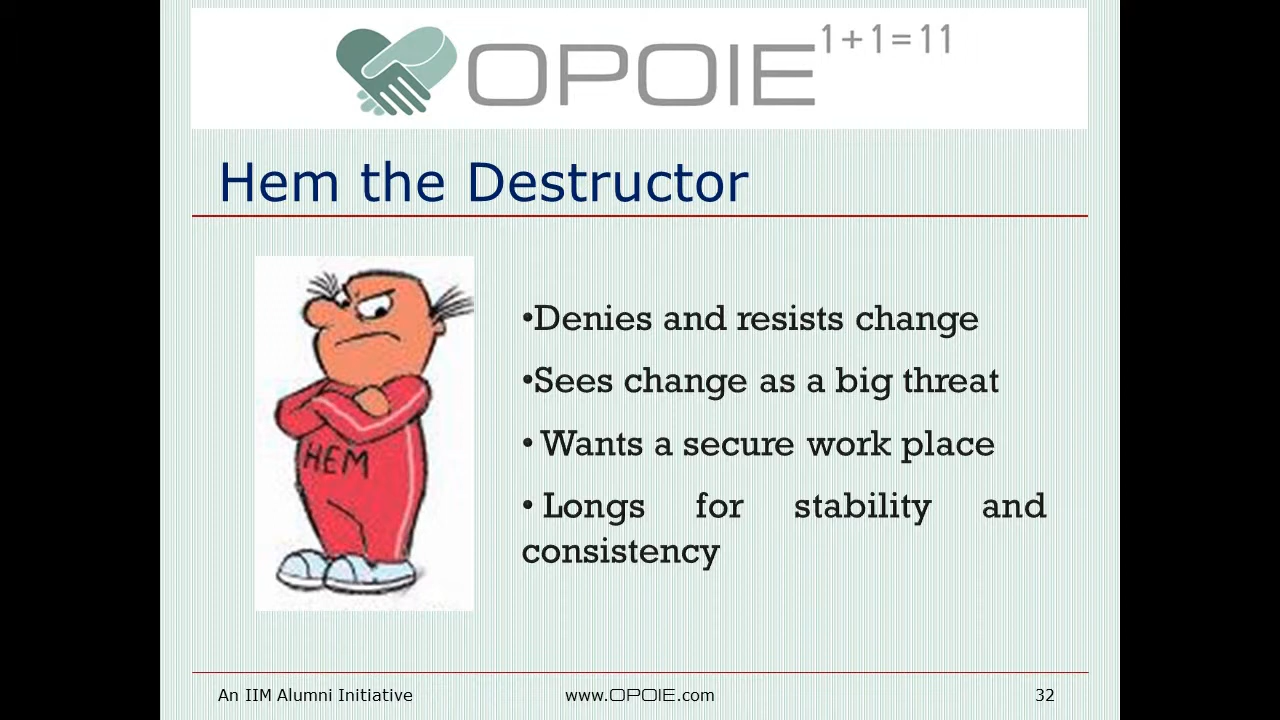 OPOIE 1+1=11
Hem the Destructor
HEM
•Denies and resists change
•Sees change as a big threat
• Wants a secure work place
• Longs for stability and
consistency
An IIM Alumni Initiative
www.OPOIE.com
32